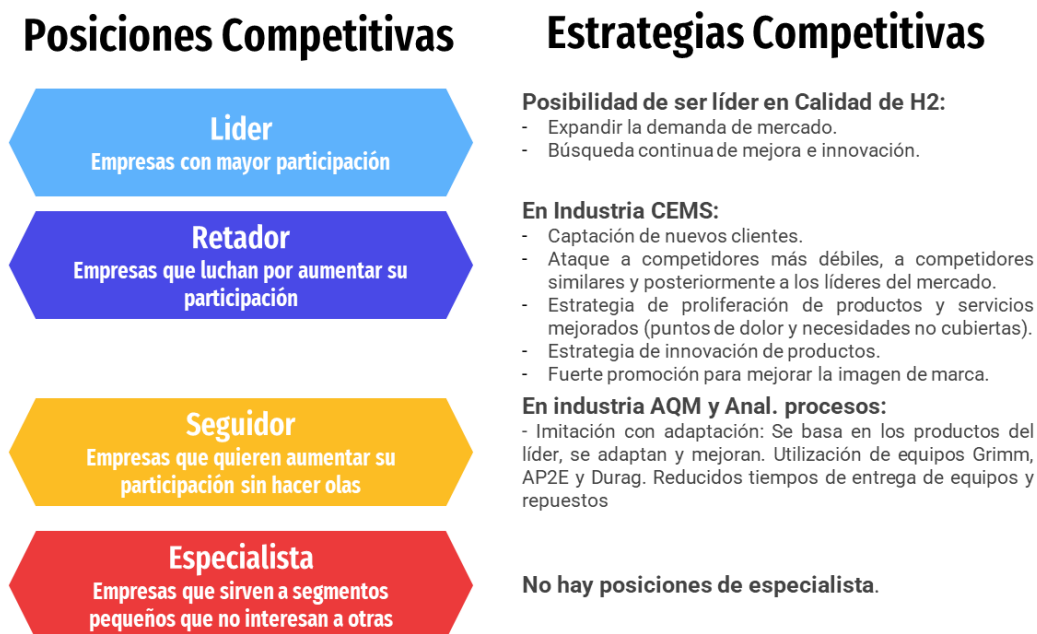 Posiciones Competitivas
Estrategias Competitivas
Lider
Empresas con mayor participación
Posibilidad de ser líder en Calidad de H2:
- Expandir la demanda de mercado.
- Búsqueda continua de mejora e innovación.
Retador
Empresas que luchan por aumentar su
participación
En Industria CEMS:
- Captación de nuevos clientes.
- Ataque a competidores más débiles, a competidores
similares y posteriormente a los líderes del mercado.
- Estrategia de proliferación de productos y servicios
mejorados (puntos de dolor y necesidades no cubiertas).
- Estrategia de innovación de productos.
- Fuerte promoción para mejorar la imagen de marca.
Seguidor
Empresas que quieren aumentar su
participación sin hacer olas
En industria AQM y Anal. procesos:
- Imitación con adaptación: Se basa en los productos del
líder, se adaptan y mejoran. Utilización de equipos Grimm,
AP2E y Durag. Reducidos tiempos de entrega de equipos y
repuestos
Especialista
Empresas que sirven a segmentos
pequeños que no interesan a otras
No hay posiciones de especialista.